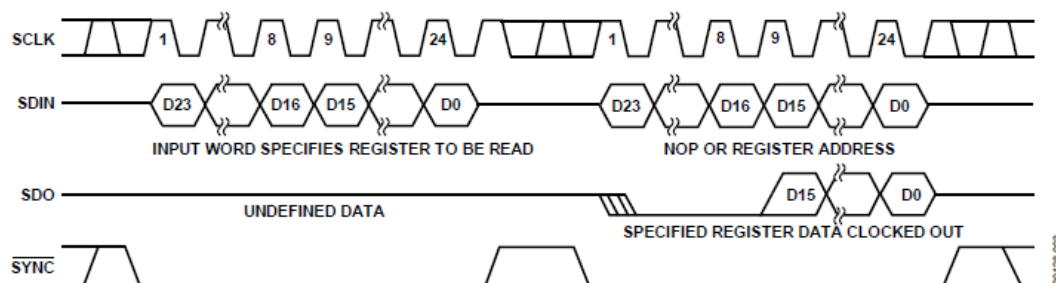 SCLK 1 8 9 24 1 8 9 24
SDIN D23 D16 D15 D0 D23 D16 D15 D0
INPUT WORD SPECIFIES REGISTER TO BE READ NOP OR REGISTER ADDRESS
SDO D15 D0
UNDEFINED DATA
SPECIFIED REGISTER DATA CLOCKED OUT
SYNC